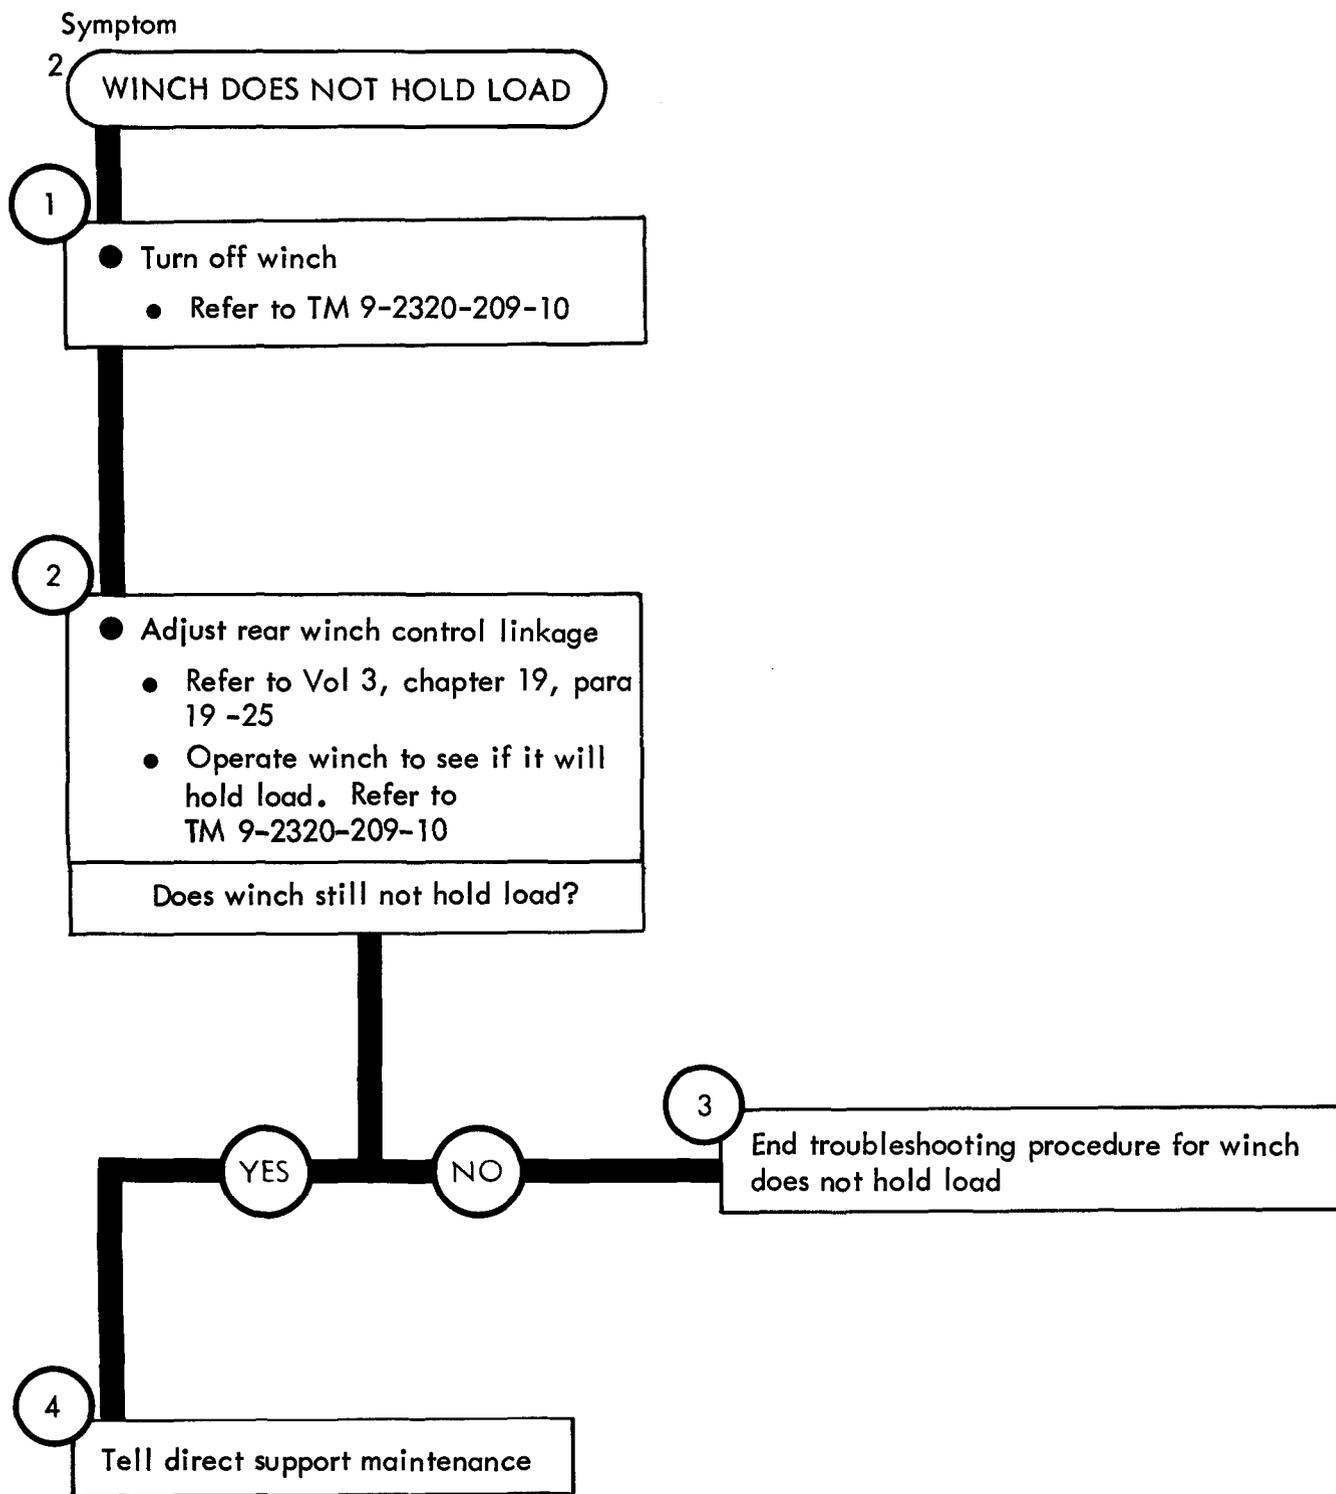 Symptom
2
WINCH DOES NOT HOLD LOAD
1
● Turn off winch
● Refer to TM 9-2320-209-10
2
● Adjust rear winch control linkage
● Refer to Vol 3, chapter 19, para
19 -25
● Operate winch to see if it will
hold load. Refer to
TM 9-2320-209-10
Does winch still not hold load?
YES
NO
3
End troubleshooting procedure for winch
does not hold load
4
Tell direct support maintenance